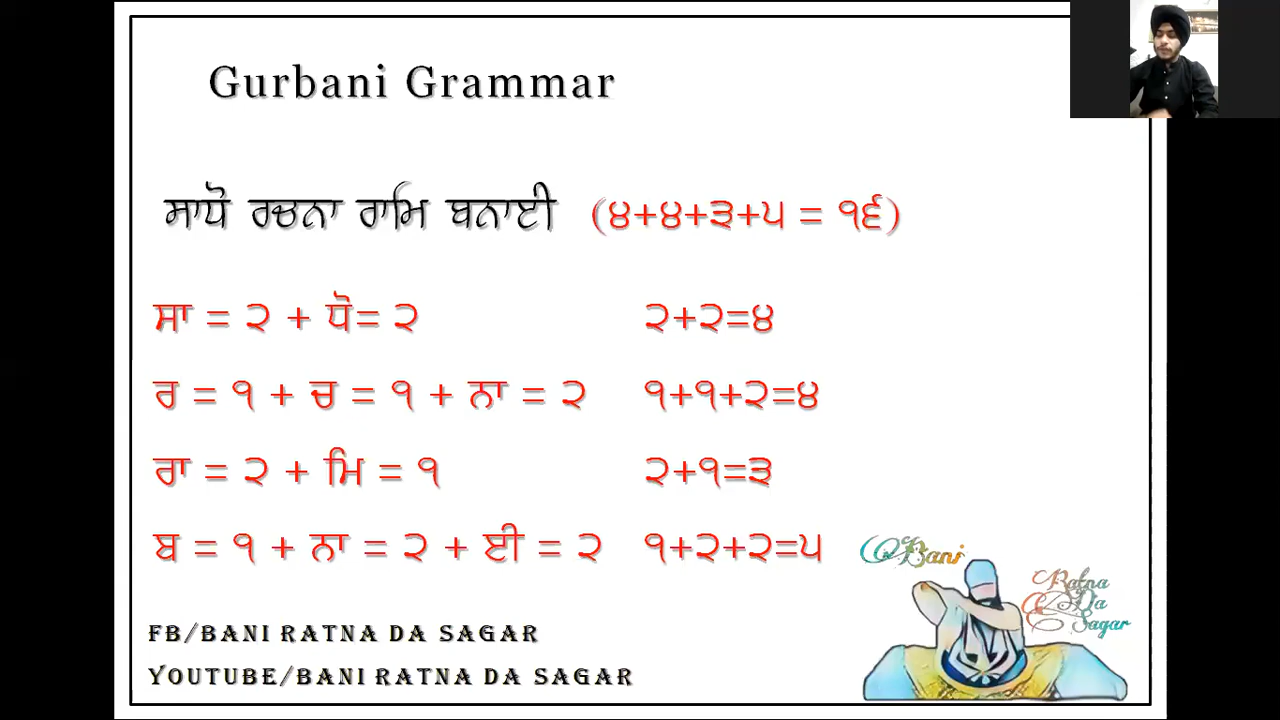 Gurbani Grammar
ਸਾਧੋ ਰਚਨਾ ਰਾਮਿ ਬਨਾਈ (੪+੪+੩+੫ = ੧੬)
ਸਾ = ੨ + ਧੋ= ੨ ੨+੨=੪
ਰ = ੧ + ਚ = ੧ + ਨਾ = ੨ ੧+੧+੨=੪
ਰਾ = ੨ + ਮਿ = ੧ ੨+੧=੩
ਬ = ੧ + ਨਾ = ੨ + ਈ = ੨ ੧+੨+੨=੫
Bani
Ratna
Da
Sagar
FB/BANI RATNA DA SAGAR
YOUTUBE/BANI RATNA DA SAGAR